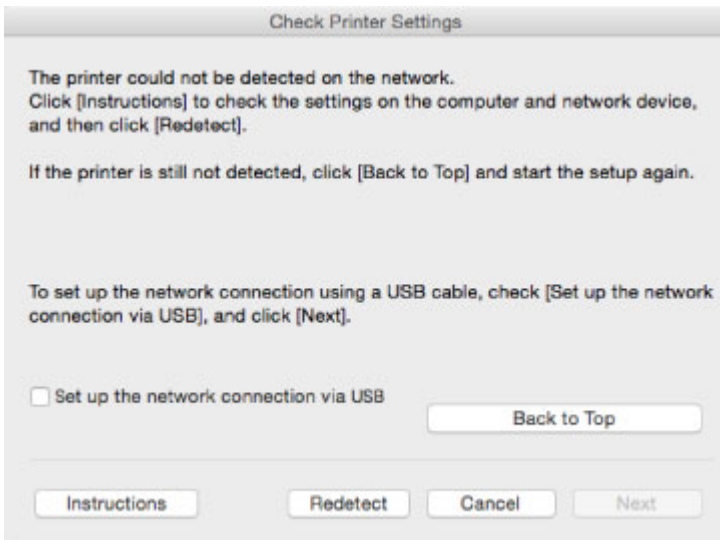 Check Printer Settings
The printer could not be detected on the network.
Click [Instructions] to check the settings on the computer and network device,
and then click [Redetect].
If the printer is still not detected, click [Back to Top] and start the setup again.
To set up the network connection using a USB cable, check [Set up the network
connection via USB], and click [Next].
Set up the network connection via USB
Back to Top
Instructions
Redetect
Cancel
Next